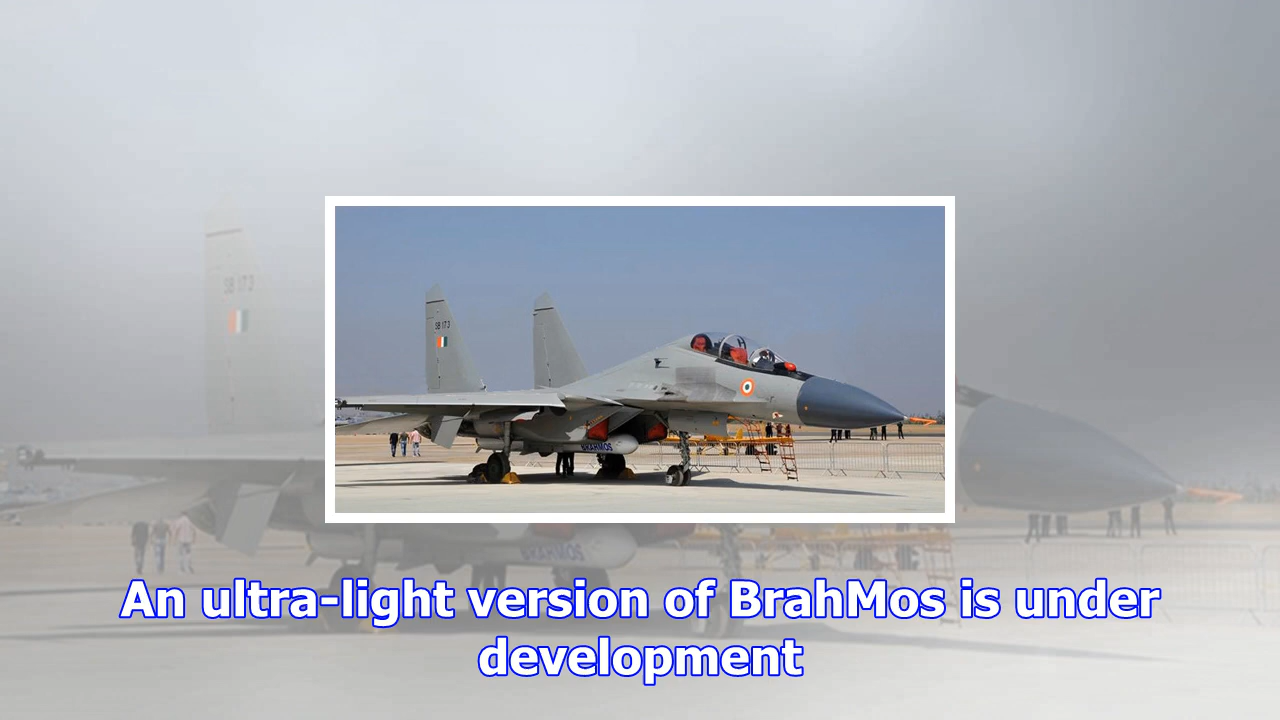 SB 173
BRAHMOS
An ultra-light version of BrahMos is under
development